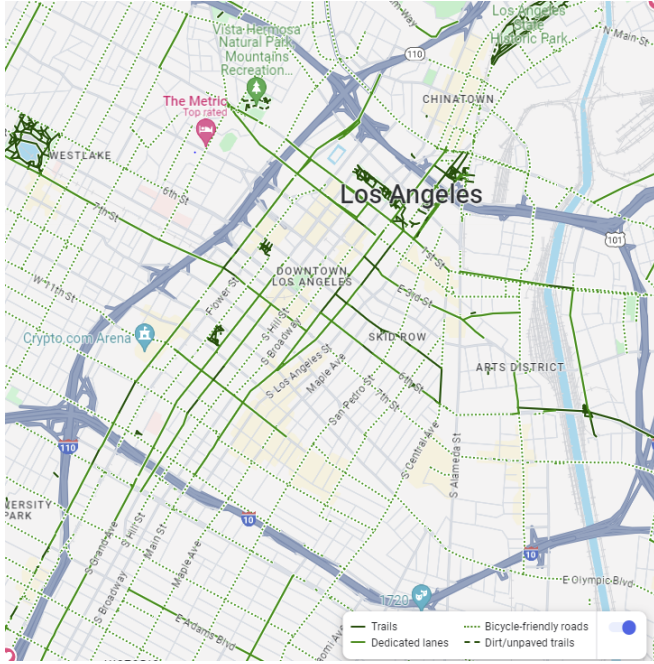 Los Angeles
State
Historic Park
Vista Hermosa
Natural Park
Mountains
Recreation...
110
N Main St
The Metric
Top rated
CHINATOWN
WESTLAKE
Los Angeles
6th St
7th St
101
1st St
DOWNTOWN
LOS ANGELES
E 3rd St
W 11th St
Flower St
Crypto.com Arena
S Hill St
S Broadway
SKID ROW
S Los Angeles St
Maple Ave
ARTS DISTRICT
6th St
7th St
San Pedro St
S Central Ave
S Alameda St
110
10
ERSITY
PARK
S Grand Ave
S Hill St
Main St
Maple Ave
S Broadway
10
E Olympic Blvd
1720
E Adams Blvd
Trails
Bicycle-friendly roads
Dedicated lanes
Dirt/unpaved trails